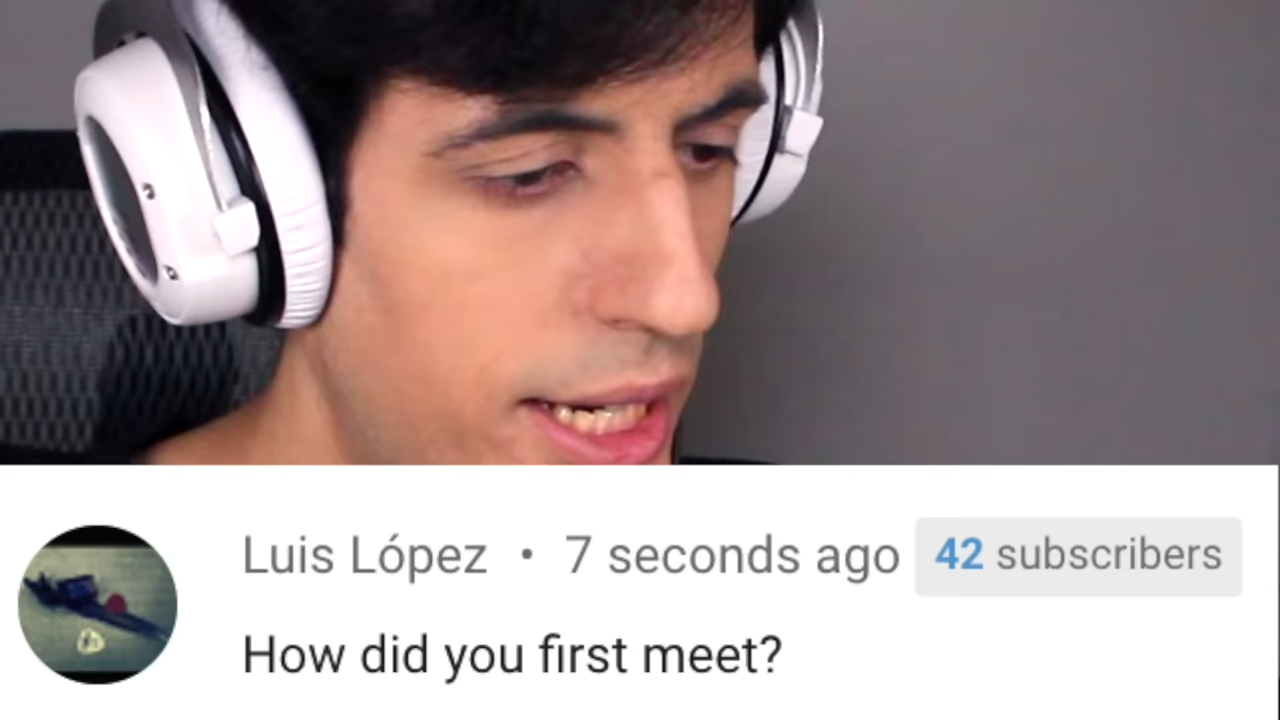 Luis López • 7 seconds ago 42 subscribers
How did you first meet?